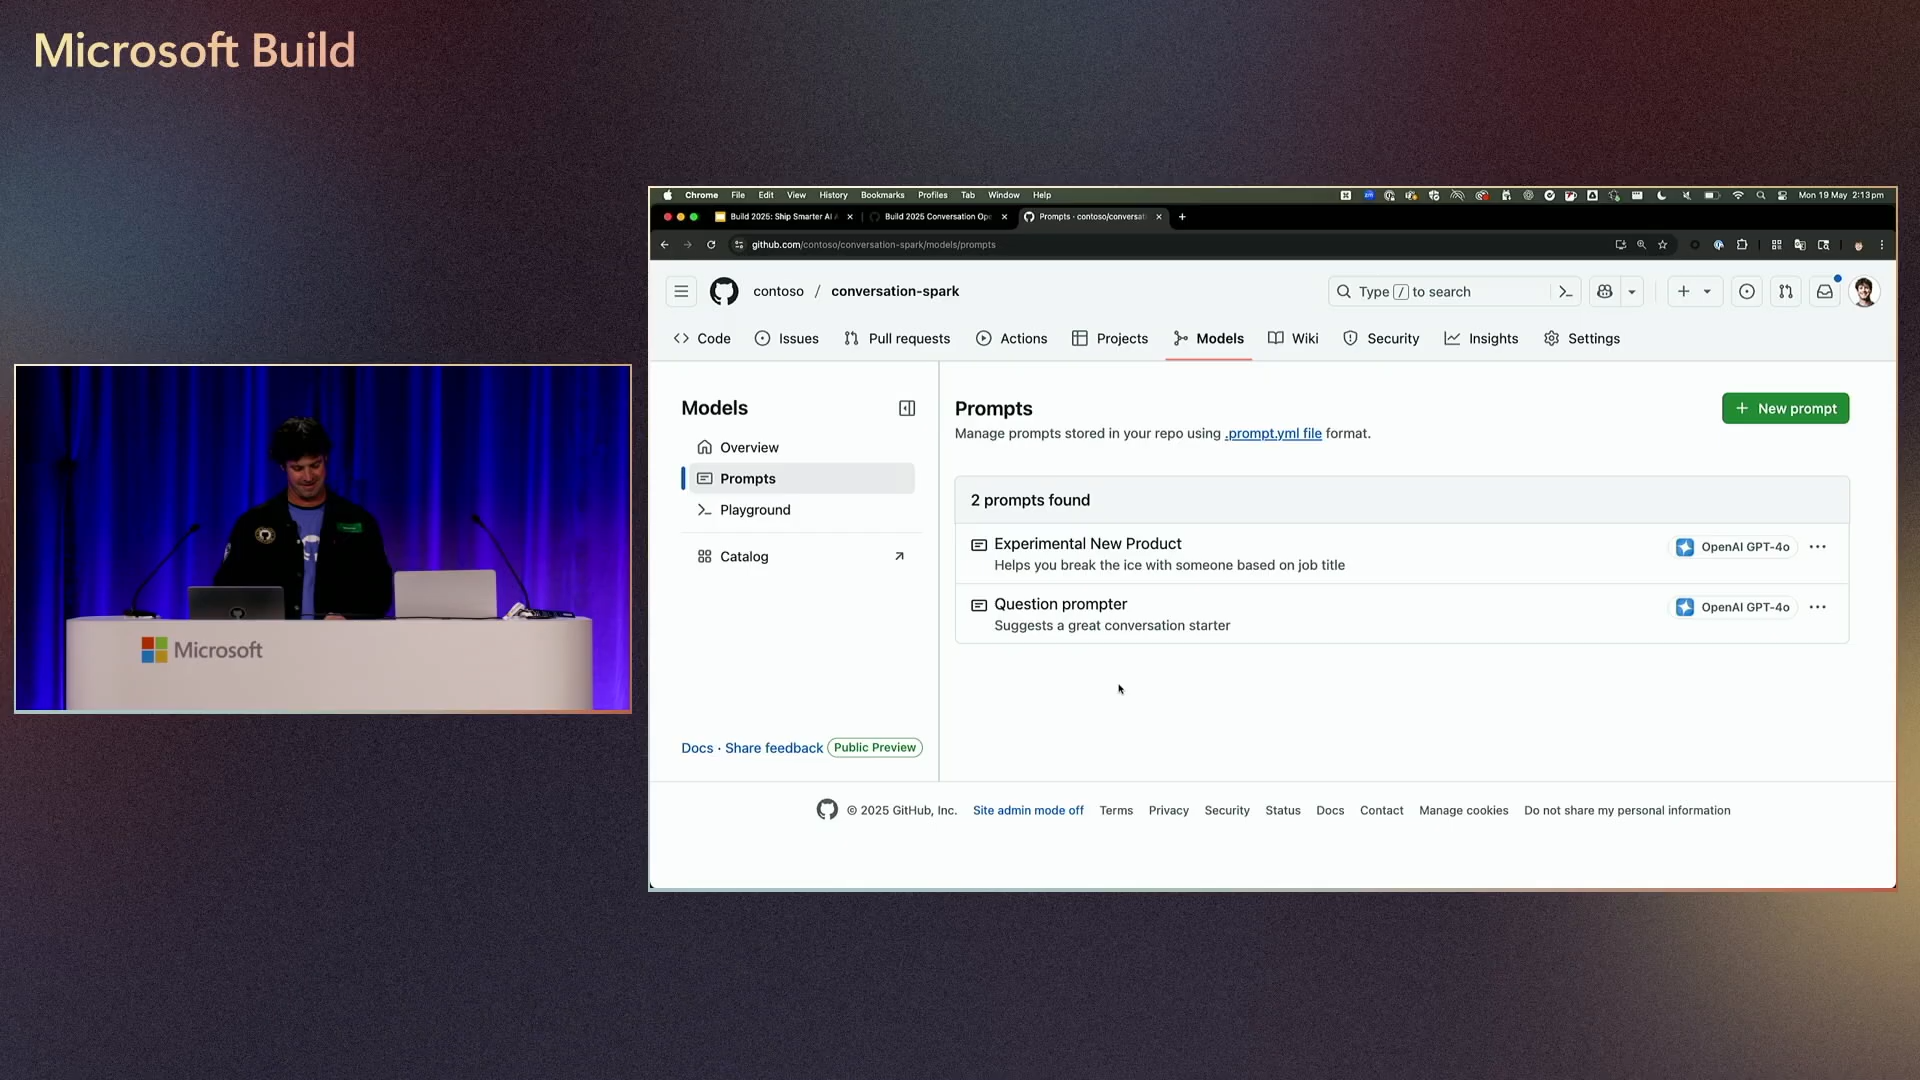 Microsoft Build
Chrome File Edit View History Bookmarks Profiles Tab Window Help
Mon 19 May 2:13pm
Build 2025: Ship Smarter AI
Build 2025 Conversation Ope
Prompts · contoso/conversat
github.com/contoso/conversation-spark/models/prompts
contoso / conversation-spark
Type / to search
Code Issues Pull requests Actions Projects Models Wiki Security Insights Settings
Models
Overview
Prompts
Playground
Catalog
Docs · Share feedback Public Preview
Prompts
New prompt
Manage prompts stored in your repo using .prompt.yml file format.
2 prompts found
Experimental New Product
OpenAI GPT-4o
Helps you break the ice with someone based on job title
Question prompter
OpenAI GPT-4o
Suggests a great conversation starter
© 2025 GitHub, Inc. Site admin mode off Terms Privacy Security Status Docs Contact Manage cookies Do not share my personal information
Microsoft